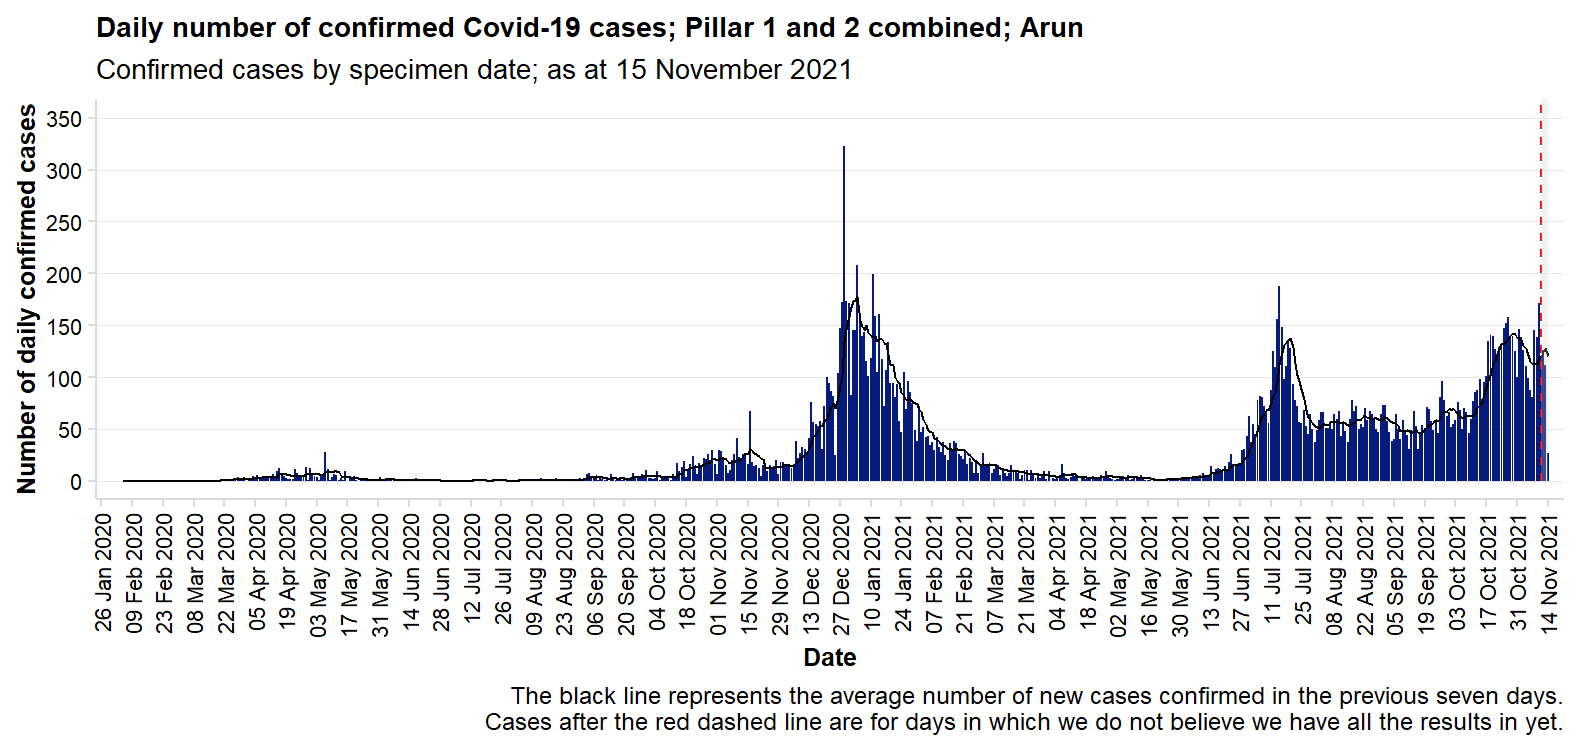 Daily number of confirmed Covid-19 cases; Pillar 1 and 2 combined; Arun
Confirmed cases by specimen date; as at 15 November 2021
Number of daily confirmed cases
350
300
250
200
150
100
50
0
26 Jan 2020
09 Feb 2020
23 Feb 2020
08 Mar 2020
22 Mar 2020
05 Apr 2020
19 Apr 2020
03 May 2020
17 May 2020
31 May 2020
14 Jun 2020
28 Jun 2020
12 Jul 2020
26 Jul 2020
09 Aug 2020
23 Aug 2020
06 Sep 2020
20 Sep 2020
04 Oct 2020
18 Oct 2020
01 Nov 2020
15 Nov 2020
29 Nov 2020
13 Dec 2020
27 Dec 2020
10 Jan 2021
24 Jan 2021
07 Feb 2021
21 Feb 2021
07 Mar 2021
21 Mar 2021
04 Apr 2021
18 Apr 2021
02 May 2021
16 May 2021
30 May 2021
13 Jun 2021
27 Jun 2021
11 Jul 2021
25 Jul 2021
08 Aug 2021
22 Aug 2021
05 Sep 2021
19 Sep 2021
03 Oct 2021
17 Oct 2021
31 Oct 2021
14 Nov 2021
Date
The black line represents the average number of new cases confirmed in the previous seven days.
Cases after the red dashed line are for days in which we do not believe we have all the results in yet.